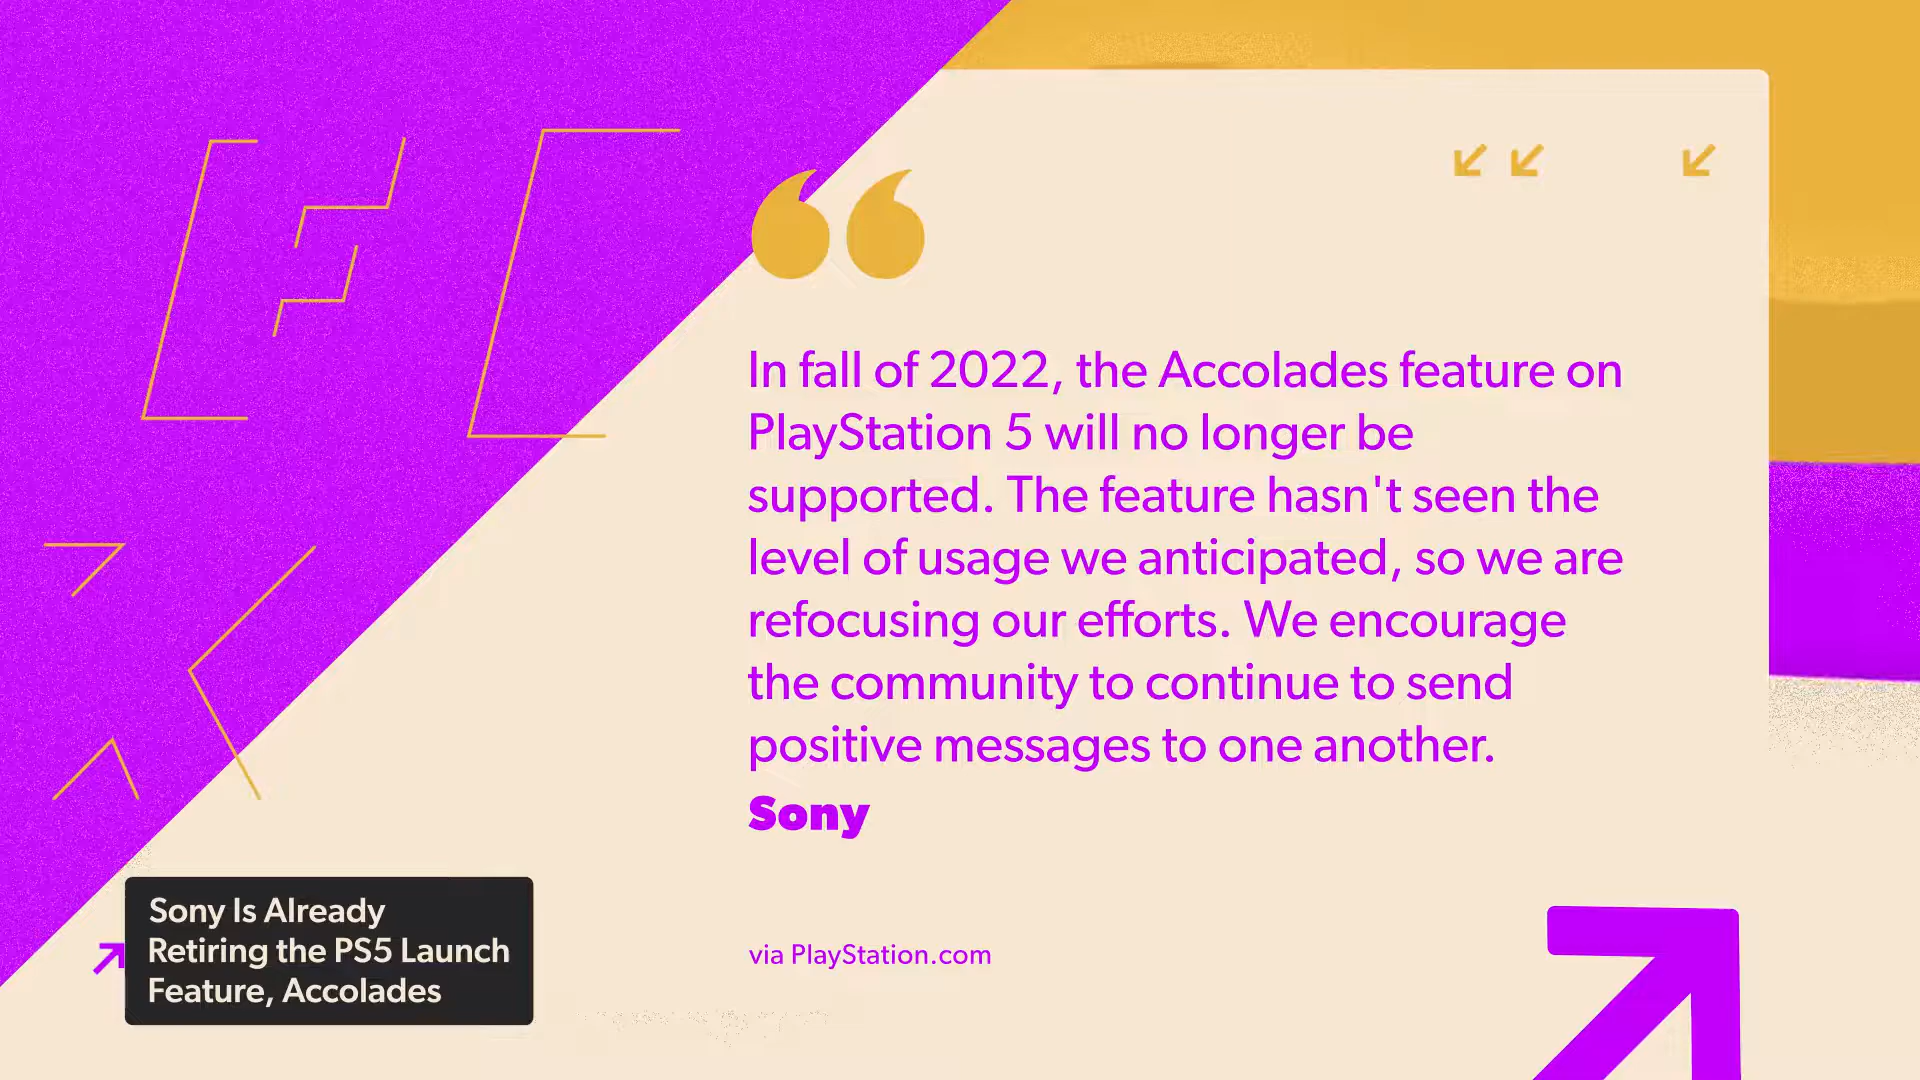 In fall of 2022, the Accolades feature on
PlayStation 5 will no longer be
supported. The feature hasn't seen the
level of usage we anticipated, so we are
refocusing our efforts. We encourage
the community to continue to send
positive messages to one another.
Sony
via PlayStation.com
Sony Is Already
Retiring the PS5 Launch
Feature, Accolades